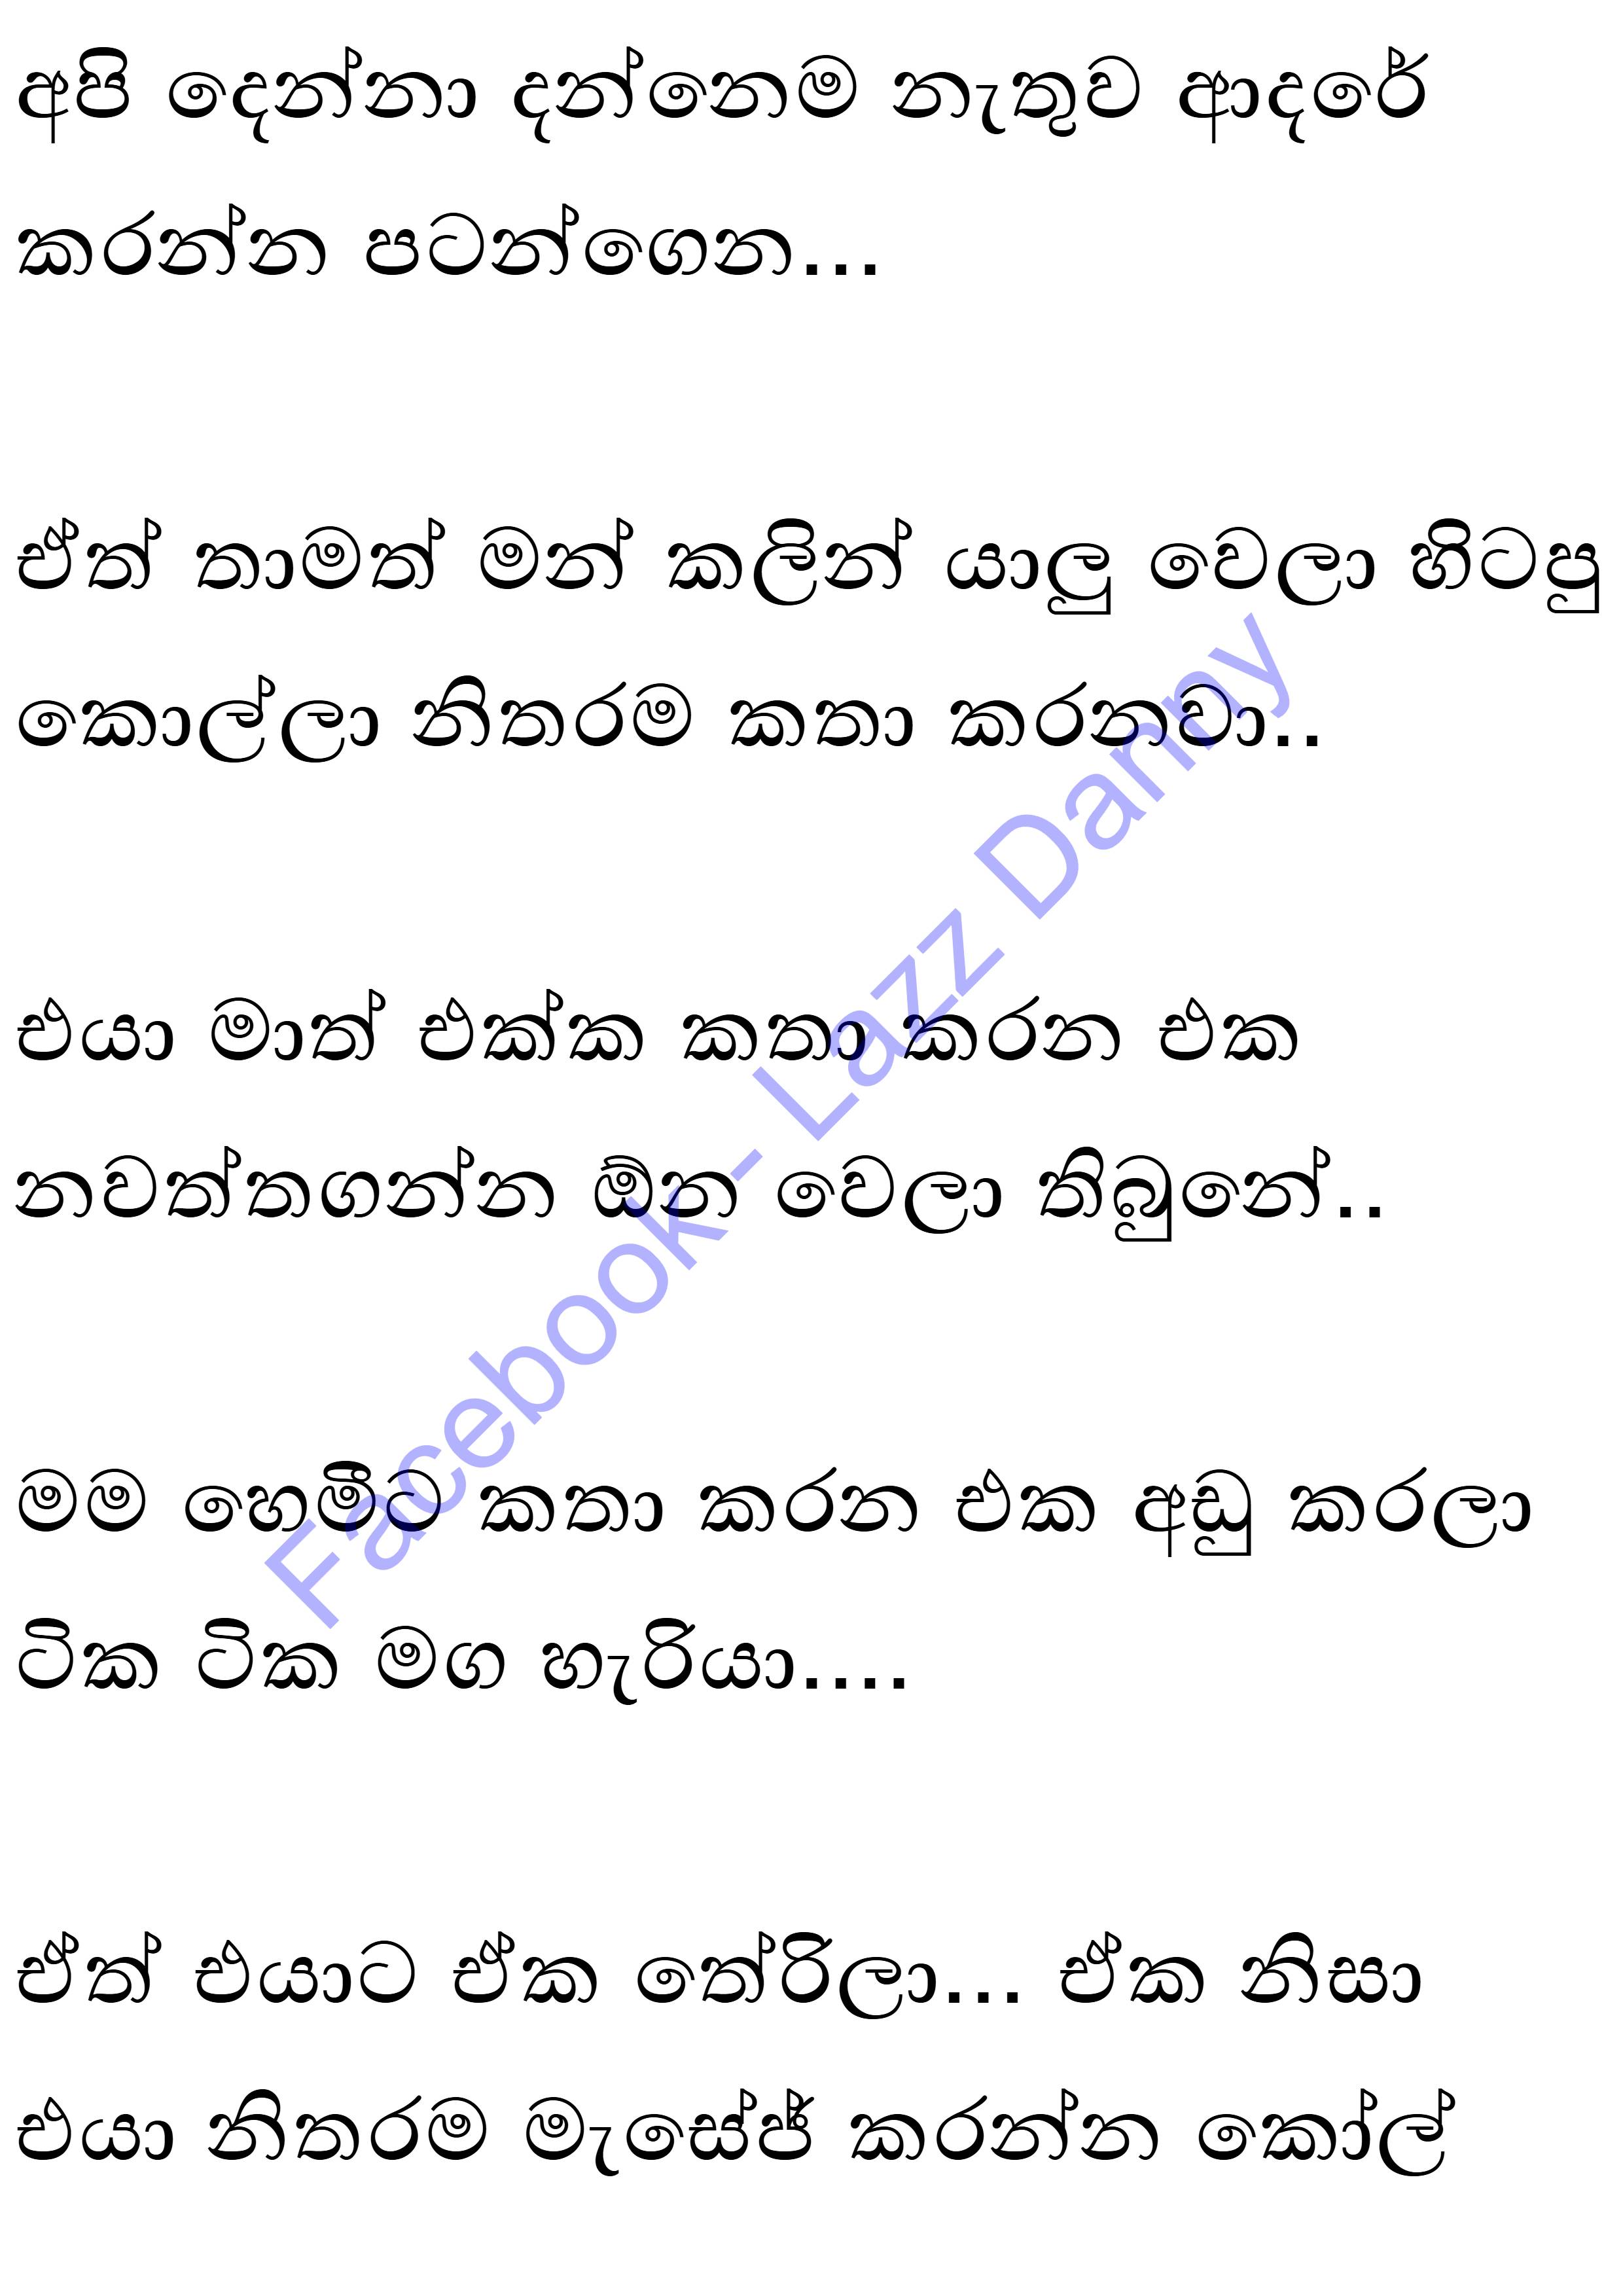 අපි දෙන්නා දන්නෙම නැතුව ආදරේ
කරන්න පටන්ගෙන...
ඒත් තාමත් මන් කලින් යාලු වෙලා හිටපු
කොල්ලා නිතරම කතා කරනවා..
එයා මාත් එක්ක කතා කරන එක
නවත්තගන්න ඕන වෙලා තිබුනේ..
මම හෙමීට කතා කරන එක අඩු කරලා
ටික ටික මග හැරියා....
ඒත් එයාට ඒක තේරිලා... ඒක නිසා
එයා නිතරම මැසේජ් කරන්න කෝල්
Facebook- Lazz Danny